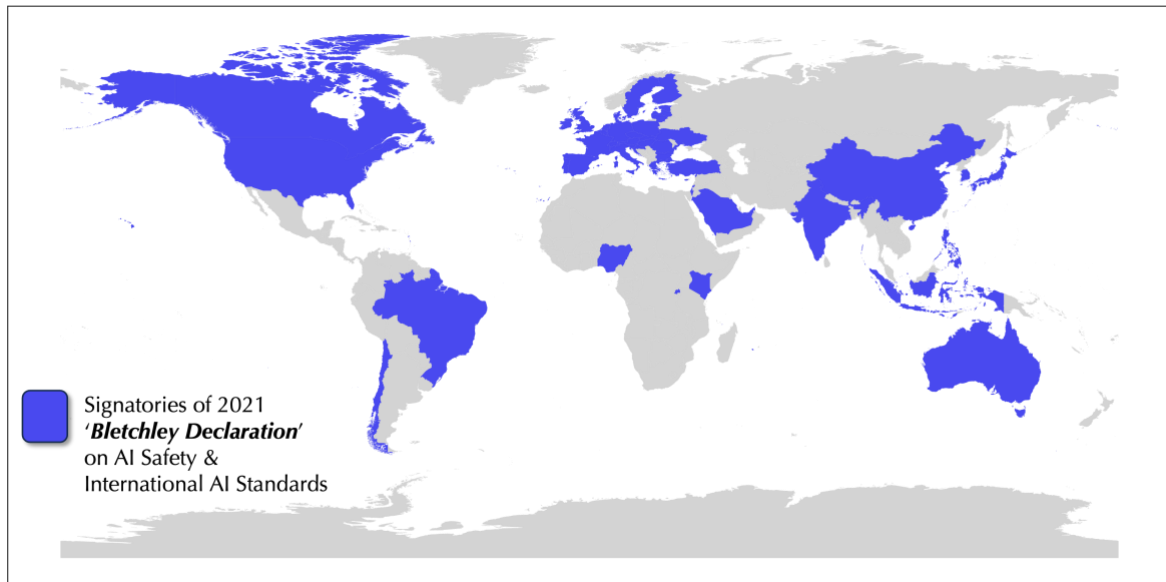 Signatories of 2021
‘Bletchley Declaration’
on AI Safety &
International AI Standards